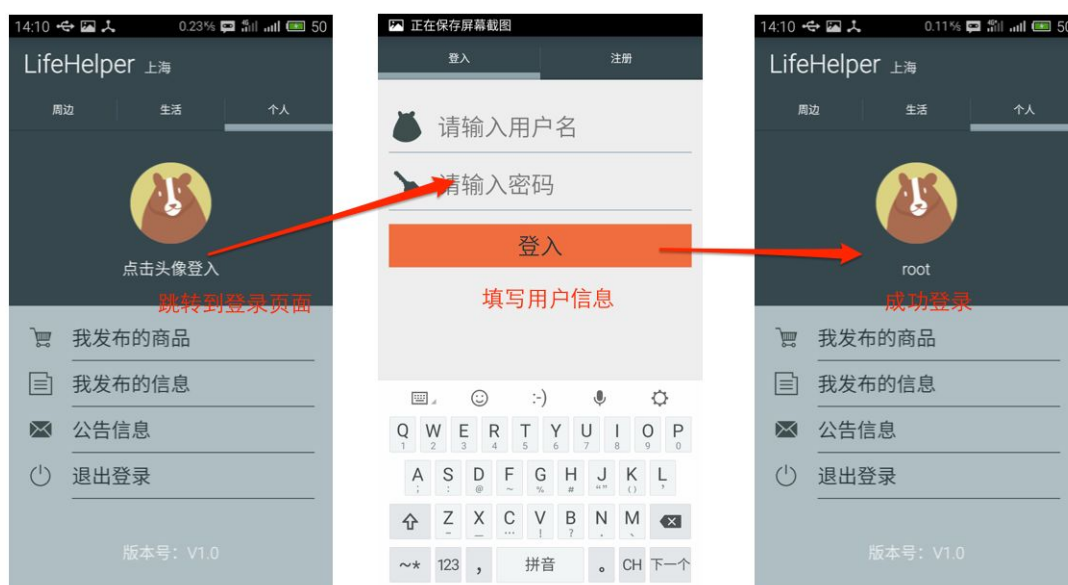 14:10 0.23K/s 4G 50
LifeHelper 上海
周边 生活 个人
点击头像登入
跳转到登录页面
我发布的商品
我发布的信息
公告信息
退出登录
版本号：V1.0
正在保存屏幕截图
登入 注册
请输入用户名
请输入密码
登入
填写用户信息
:-)
Q W E R T Y U I O P
1 2 3 4 5 6 7 8 9 0
A S D F G H J K L
; : @ ~ % # “” () ’
Z X C V B N M
– __ … ! ? 、
~* 123 , 拼音 。 CH 下一个
14:10 0.11K/s 4G 50
LifeHelper 上海
周边 生活 个人
root
成功登录
我发布的商品
我发布的信息
公告信息
退出登录
版本号：V1.0